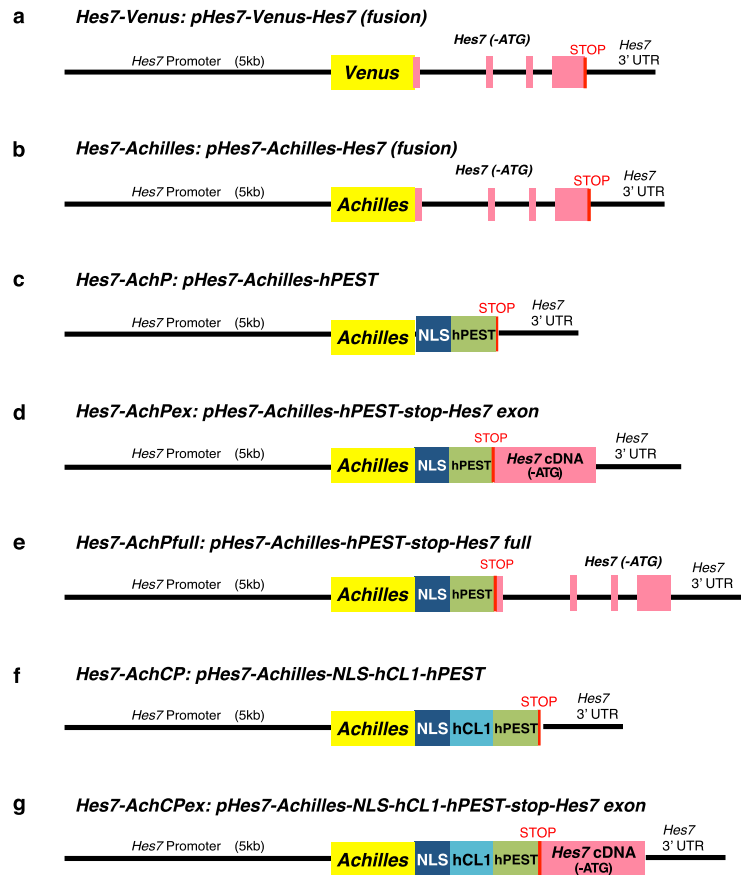 a
Hes7-Venus: pHes7-Venus-Hes7 (fusion)
Hes7 Promoter (5kb)
Venus
Hes7 (-ATG)
STOP
Hes7
3' UTR
b
Hes7-Achilles: pHes7-Achilles-Hes7 (fusion)
Hes7 Promoter (5kb)
Achilles
Hes7 (-ATG)
STOP
Hes7
3' UTR
c
Hes7-AchP: pHes7-Achilles-hPEST
Hes7 Promoter (5kb)
Achilles
NLS
hPEST
STOP
Hes7
3' UTR
d
Hes7-AchPex: pHes7-Achilles-hPEST-stop-Hes7 exon
Hes7 Promoter (5kb)
Achilles
NLS
hPEST
STOP
Hes7 cDNA
(-ATG)
Hes7
3' UTR
e
Hes7-AchPfull: pHes7-Achilles-hPEST-stop-Hes7 full
Hes7 Promoter (5kb)
Achilles
NLS
hPEST
STOP
Hes7 (-ATG)
Hes7
3' UTR
f
Hes7-AchCP: pHes7-Achilles-NLS-hCL1-hPEST
Hes7 Promoter (5kb)
Achilles
NLS
hCL1
hPEST
STOP
Hes7
3' UTR
g
Hes7-AchCPex: pHes7-Achilles-NLS-hCL1-hPEST-stop-Hes7 exon
Hes7 Promoter (5kb)
Achilles
NLS
hCL1
hPEST
STOP
Hes7 cDNA
(-ATG)
Hes7
3' UTR